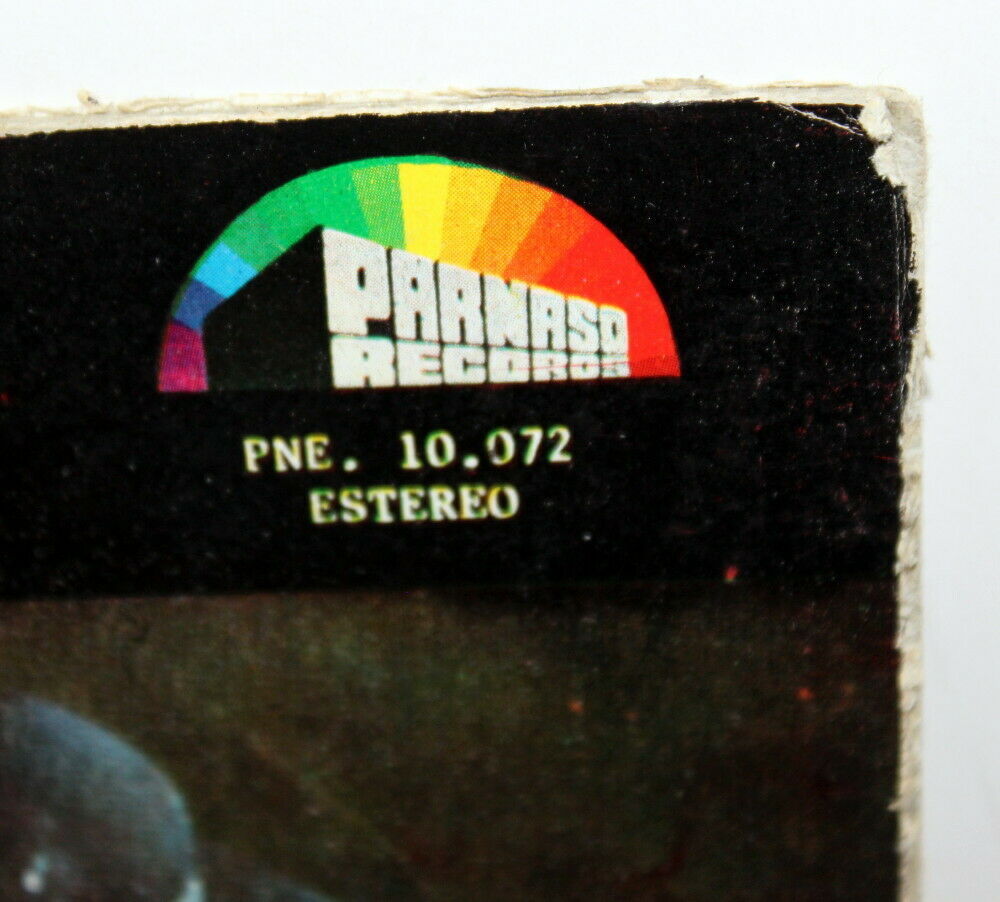 PARNASO
RECORDS
PNE. 10.072
ESTEREO